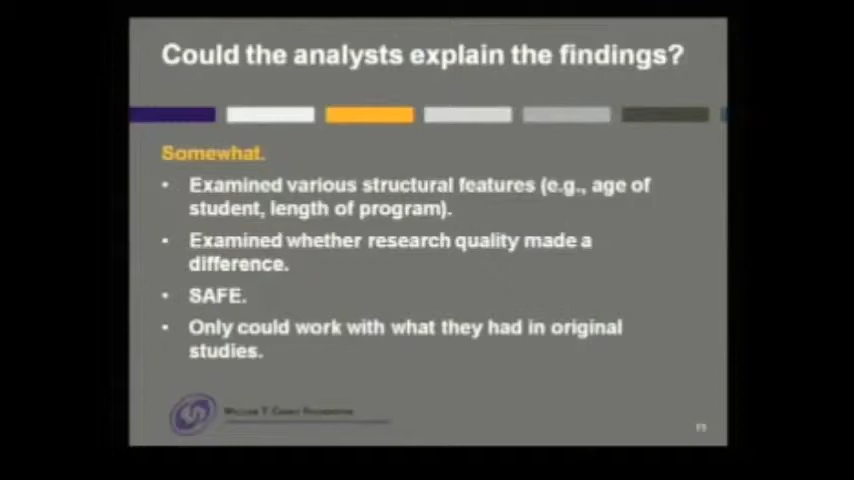 Could the analysts explain the findings?
Somewhat.
• Examined various structural features (e.g., age of
student, length of program).
• Examined whether research quality made a
difference.
• SAFE.
• Only could work with what they had in original
studies.